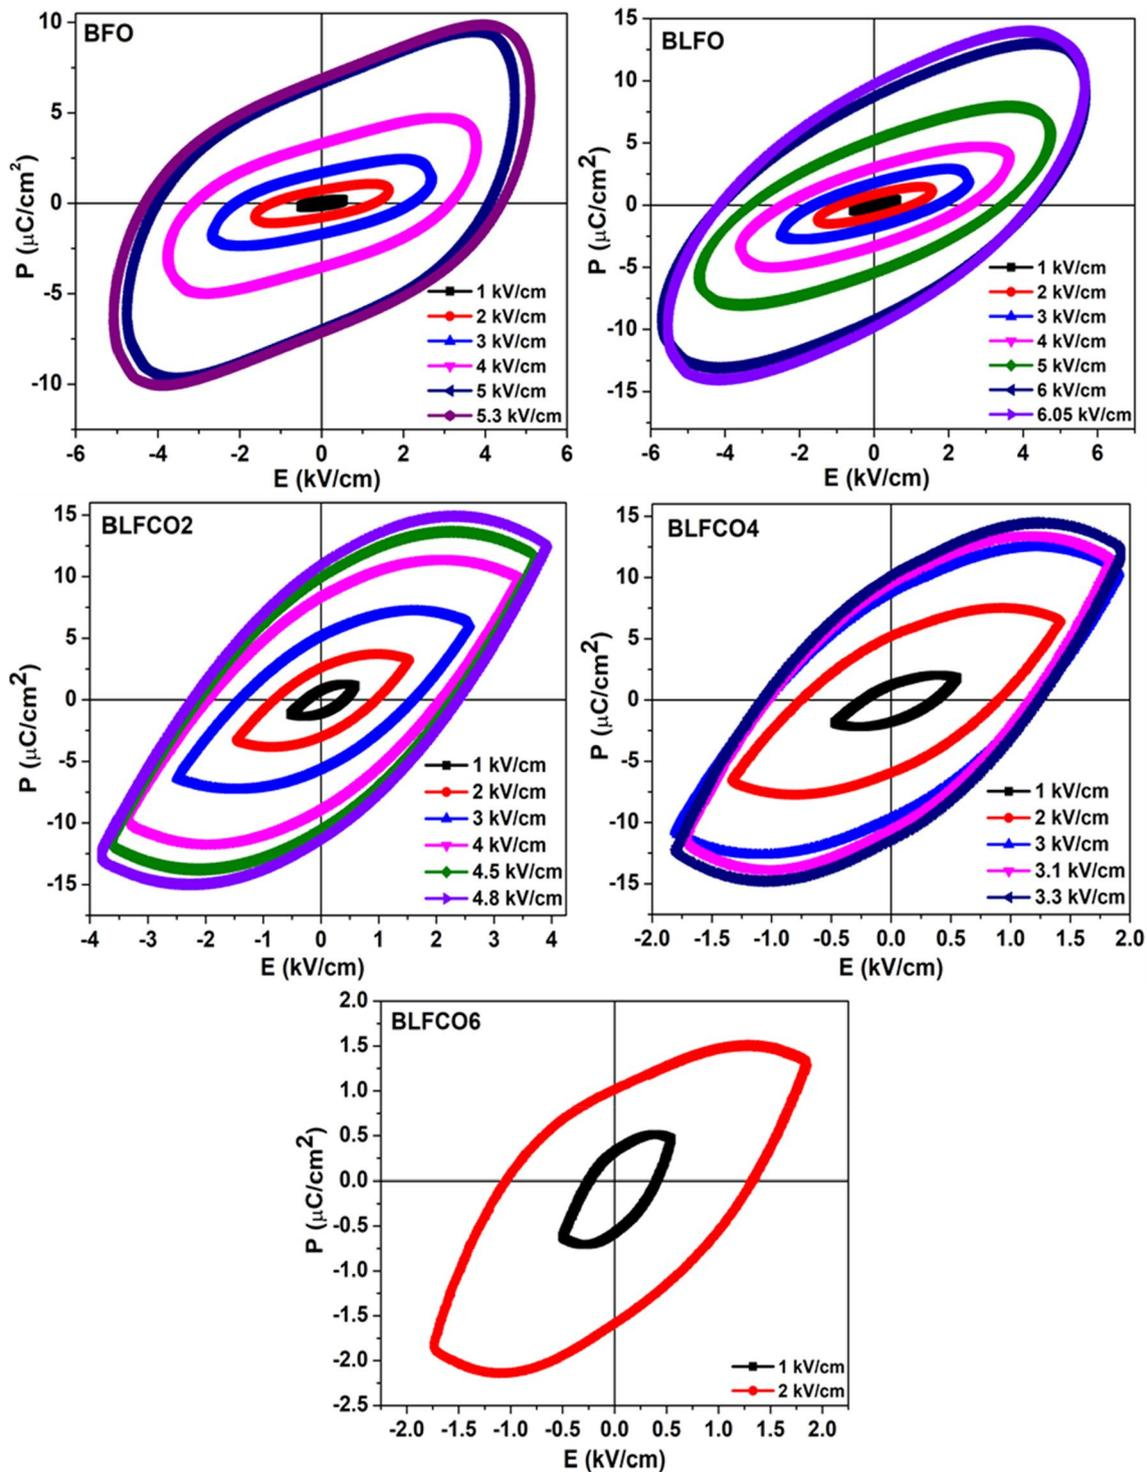 BFO
P (μC/cm²)
10
5
0
-5
-10
-6 -4 -2 0 2 4 6
E (kV/cm)
1 kV/cm
2 kV/cm
3 kV/cm
4 kV/cm
5 kV/cm
5.3 kV/cm
BLFO
P (μC/cm²)
15
10
5
0
-5
-10
-15
-6 -4 -2 0 2 4 6
E (kV/cm)
1 kV/cm
2 kV/cm
3 kV/cm
4 kV/cm
5 kV/cm
6 kV/cm
6.05 kV/cm
BLFCO2
P (μC/cm²)
15
10
5
0
-5
-10
-15
-4 -3 -2 -1 0 1 2 3 4
E (kV/cm)
1 kV/cm
2 kV/cm
3 kV/cm
4 kV/cm
4.5 kV/cm
4.8 kV/cm
BLFCO4
P (μC/cm²)
15
10
5
0
-5
-10
-15
-2.0 -1.5 -1.0 -0.5 0.0 0.5 1.0 1.5 2.0
E (kV/cm)
1 kV/cm
2 kV/cm
3 kV/cm
3.1 kV/cm
3.3 kV/cm
BLFCO6
P (μC/cm²)
2.0
1.5
1.0
0.5
0.0
-0.5
-1.0
-1.5
-2.0
-2.5
-2.0 -1.5 -1.0 -0.5 0.0 0.5 1.0 1.5 2.0
E (kV/cm)
1 kV/cm
2 kV/cm